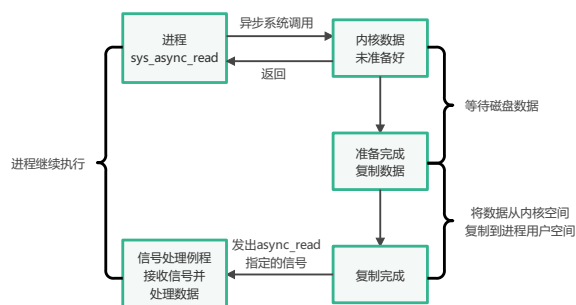 进程
sys_async_read
异步系统调用
返回
内核数据
未准备好
等待磁盘数据
进程继续执行
准备完成
复制数据
将数据从内核空间
复制到进程用户空间
信号处理例程
接收信号并
处理数据
发出async_read
指定的信号
复制完成